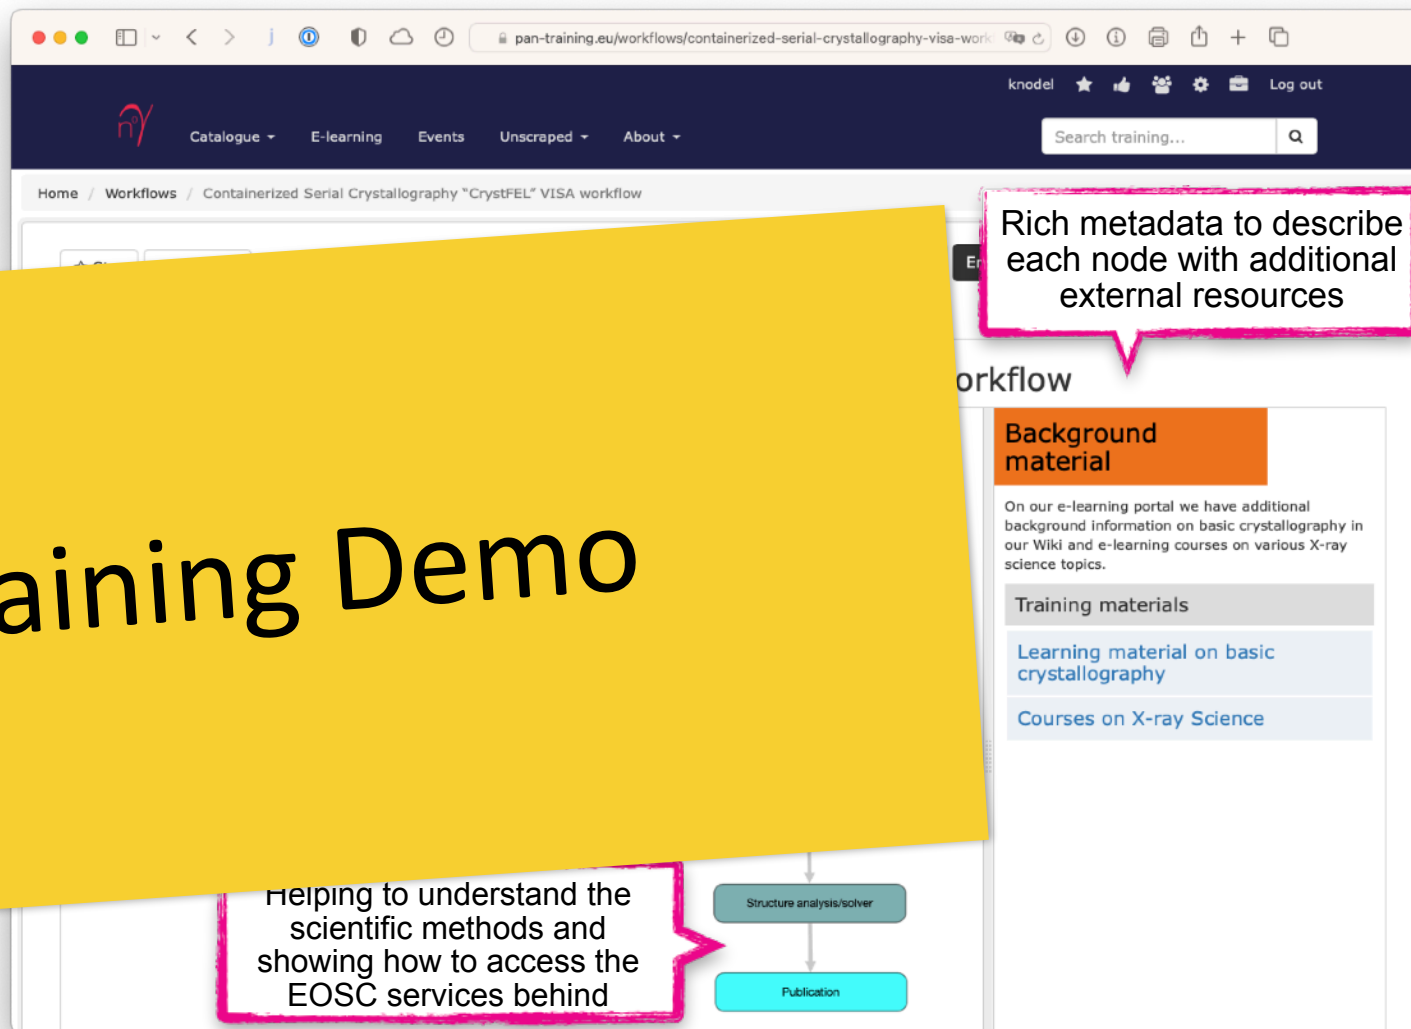 pan-training.eu/workflows/containerized-serial-crystallography-visa-work
knodel
Log out
Catalogue
E-learning
Events
Unscraped
About
Search training...
Home / Workflows / Containerized Serial Crystallography "CrystFEL" VISA workflow
Rich metadata to describe
each node with additional
external resources
orkflow
Background
material
On our e-learning portal we have additional
background information on basic crystallography in
our Wiki and e-learning courses on various X-ray
science topics.
Training materials
Learning material on basic
crystallography
Courses on X-ray Science
aining Demo
Helping to understand the
scientific methods and
showing how to access the
EOSC services behind
Structure analysis/solver
Publication